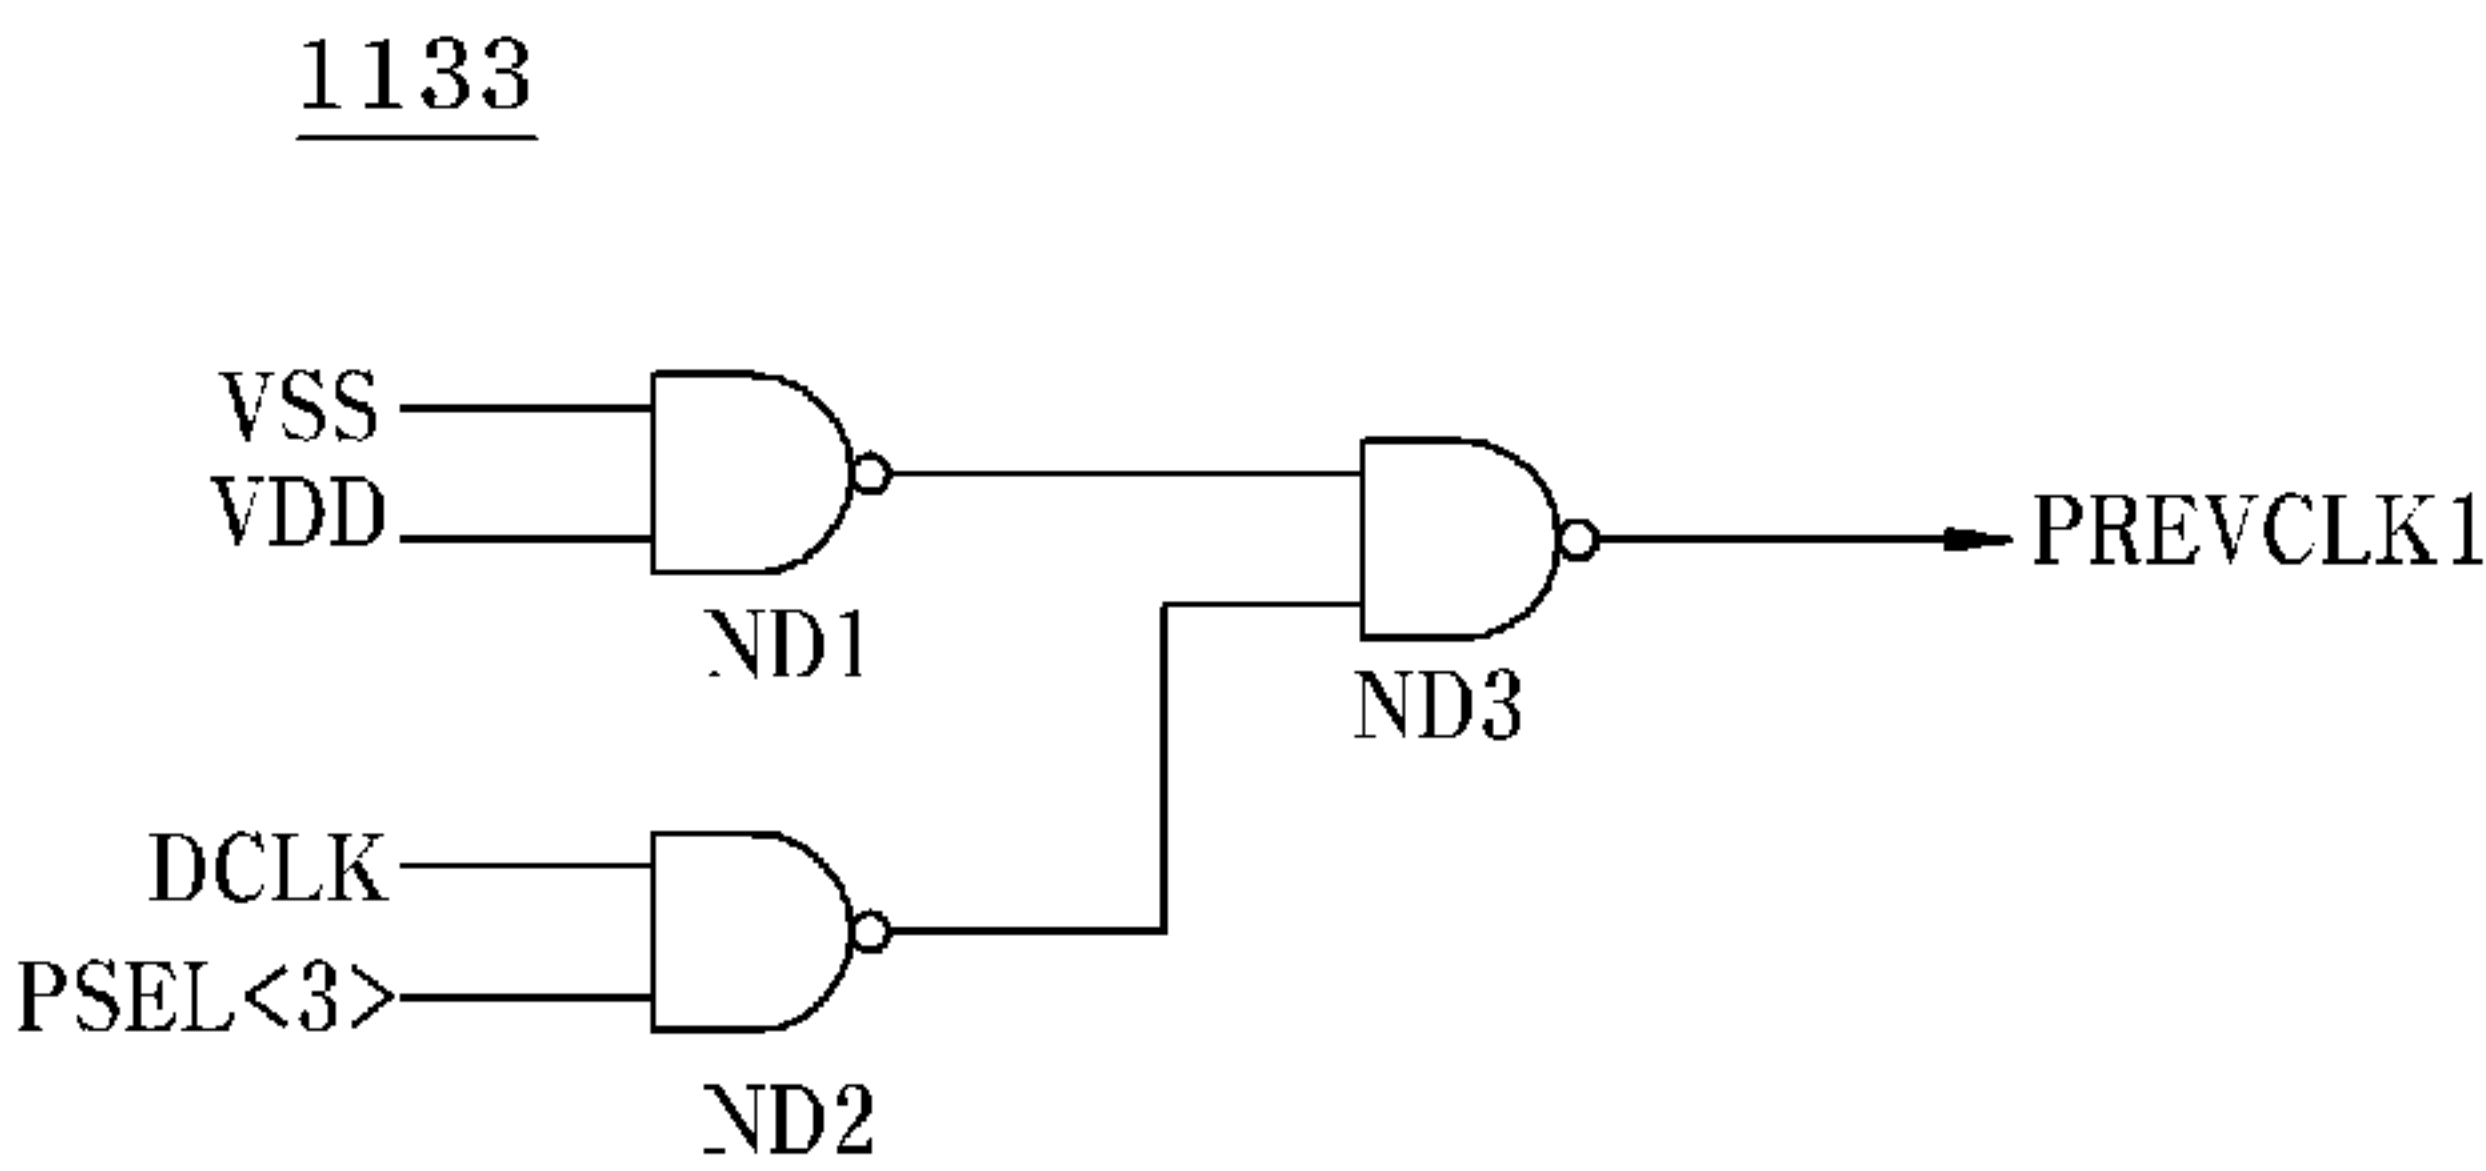 1133
VSS
VDD
ND1
PREVCLK1
ND3
DCLK
PSEL<3>
ND2